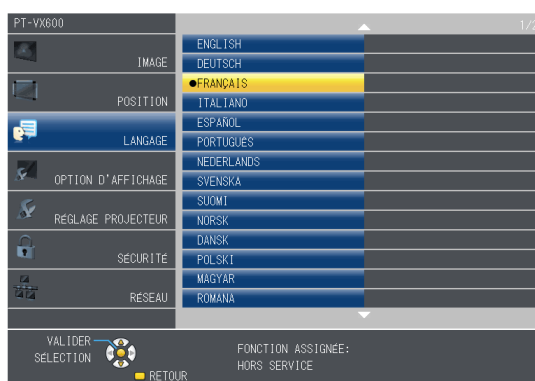 PT-VX600
1/2
IMAGE
POSITION
LANGAGE
OPTION D'AFFICHAGE
RÉGLAGE PROJECTEUR
SÉCURITÉ
RÉSEAU
ENGLISH
DEUTSCH
●FRANÇAIS
ITALIANO
ESPAÑOL
PORTUGUÊS
NEDERLANDS
SVENSKA
SUOMI
NORSK
DANSK
POLSKI
MAGYAR
ROMANA
VALIDER
SÉLECTION
RETOUR
FONCTION ASSIGNÉE:
HORS SERVICE